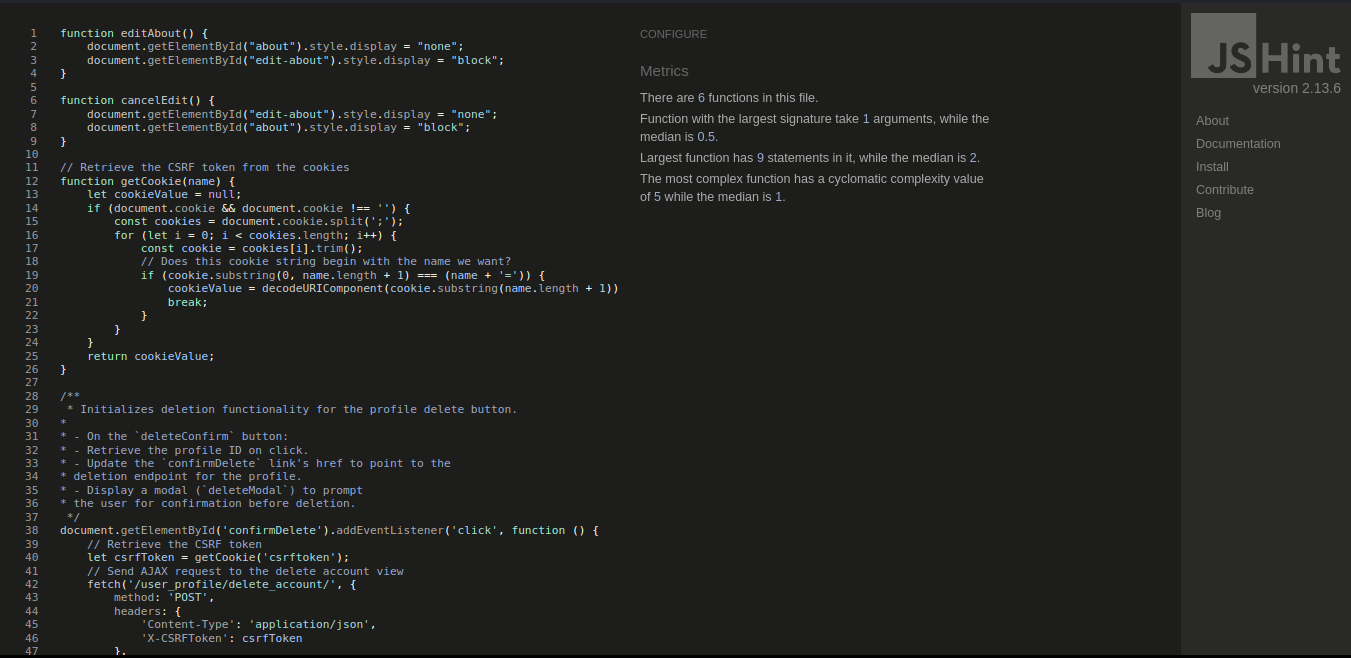 1 function editAbout() {
2 document.getElementById("about").style.display = "none";
3 document.getElementById("edit-about").style.display = "block";
4 }
5
6 function cancelEdit() {
7 document.getElementById("edit-about").style.display = "none";
8 document.getElementById("about").style.display = "block";
9 }
10
11 // Retrieve the CSRF token from the cookies
12 function getCookie(name) {
13 let cookieValue = null;
14 if (document.cookie && document.cookie !== '') {
15 const cookies = document.cookie.split(';');
16 for (let i = 0; i < cookies.length; i++) {
17 const cookie = cookies[i].trim();
18 // Does this cookie string begin with the name we want?
19 if (cookie.substring(0, name.length + 1) === (name + '=')) {
20 cookieValue = decodeURIComponent(cookie.substring(name.length + 1))
21 break;
22 }
23 }
24 }
25 return cookieValue;
26 }
27
28 /**
29 * Initializes deletion functionality for the profile delete button.
30 *
31 * - On the `deleteConfirm` button:
32 * - Retrieve the profile ID on click.
33 * - Update the `confirmDelete` link's href to point to the
34 * deletion endpoint for the profile.
35 * - Display a modal (`deleteModal`) to prompt
36 * the user for confirmation before deletion.
37 */
38 document.getElementById('confirmDelete').addEventListener('click', function () {
39 // Retrieve the CSRF token
40 let csrfToken = getCookie('csrftoken');
41 // Send AJAX request to the delete account view
42 fetch('/user_profile/delete_account/', {
43 method: 'POST',
44 headers: {
45 'Content-Type': 'application/json',
46 'X-CSRFToken': csrfToken
47 },
CONFIGURE
Metrics
There are 6 functions in this file.
Function with the largest signature take 1 arguments, while the
median is 0.5.
Largest function has 9 statements in it, while the median is 2.
The most complex function has a cyclomatic complexity value
of 5 while the median is 1.
JSHint
version 2.13.6
About
Documentation
Install
Contribute
Blog